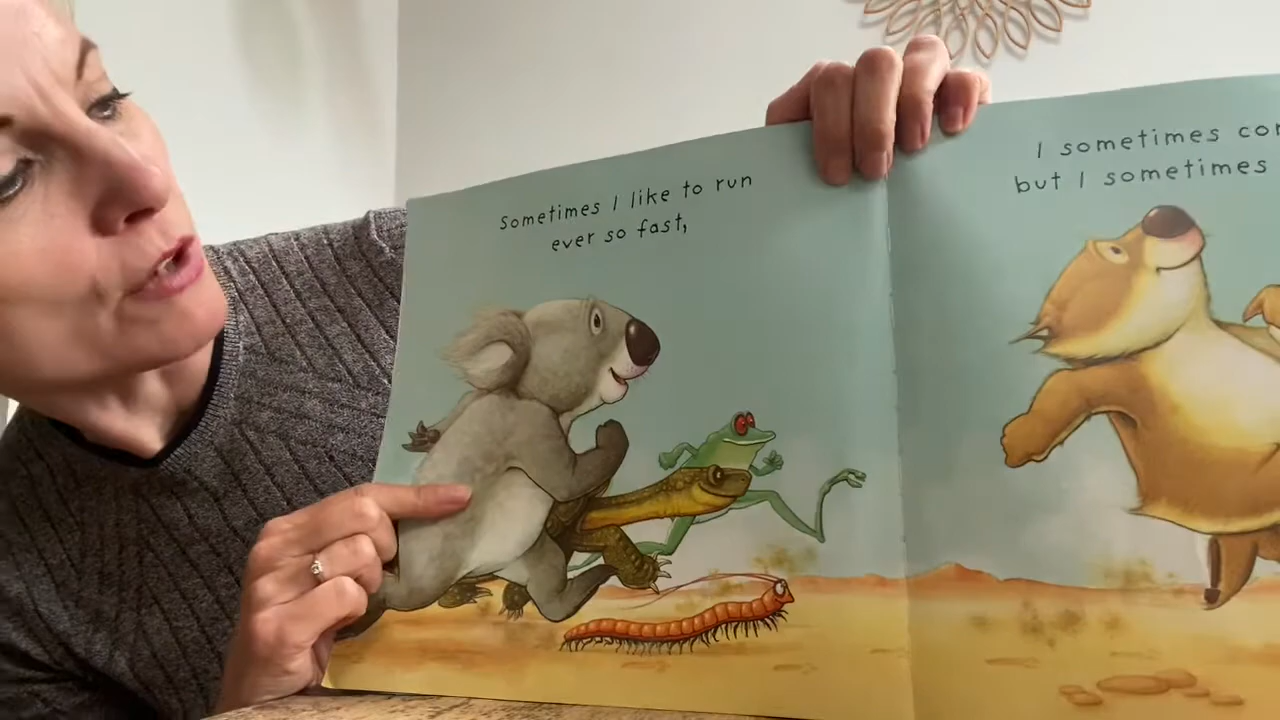 Sometimes I like to run
ever so fast,
I sometimes
but I sometimes